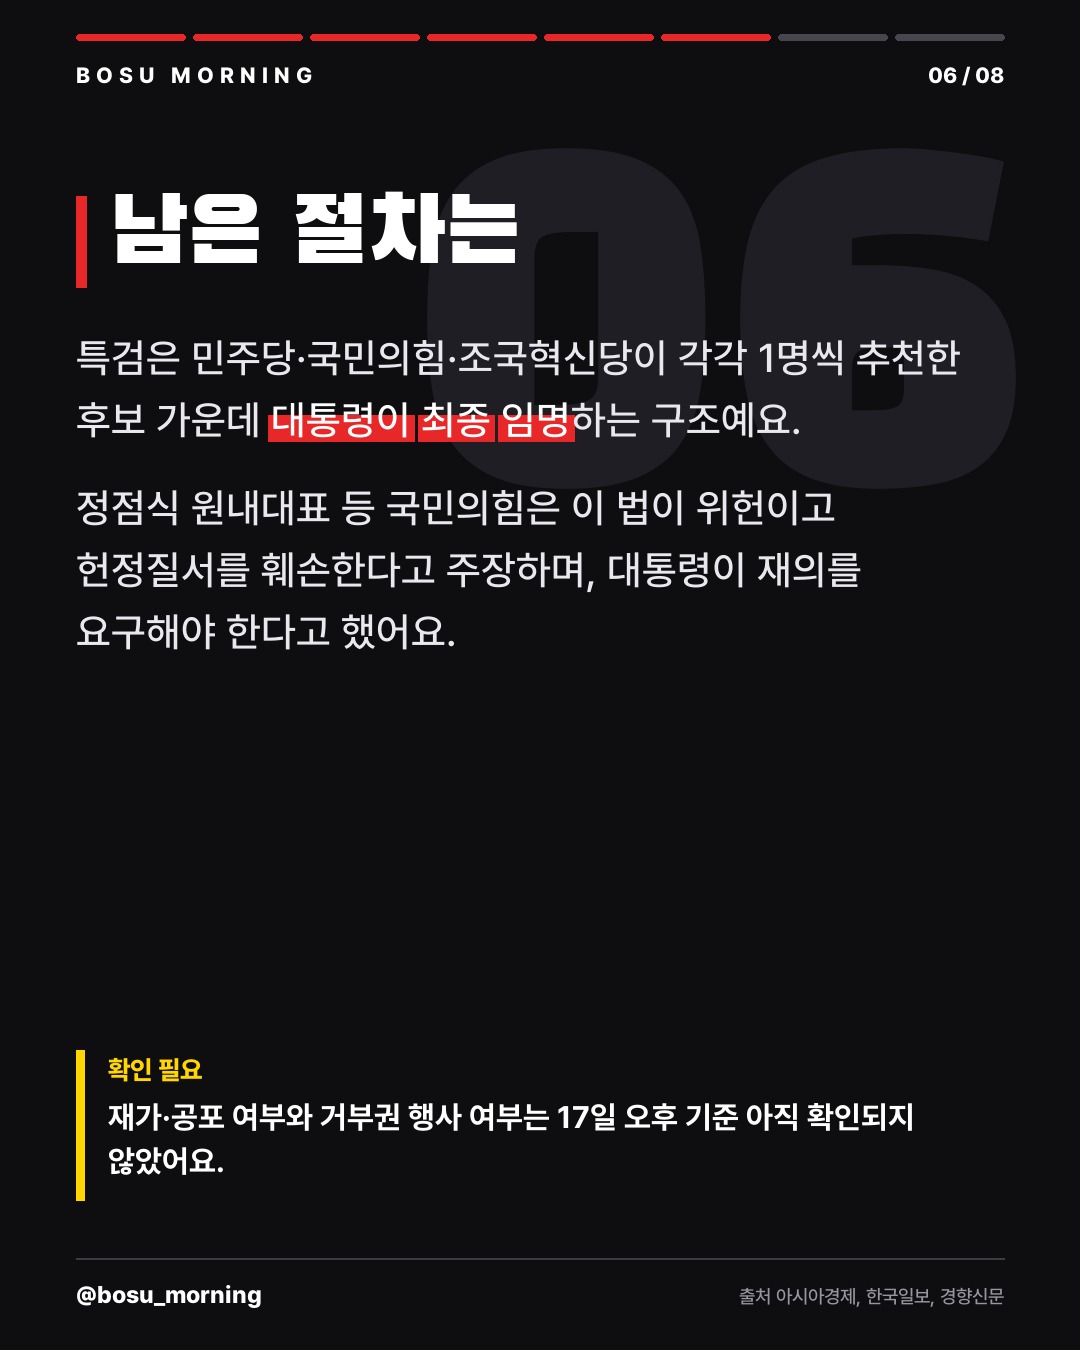 BOSU MORNING
06 / 08
06
남은 절차는
특검은 민주당·국민의힘·조국혁신당이 각각 1명씩 추천한
후보 가운데 대통령이 최종 임명하는 구조예요.
정점식 원내대표 등 국민의힘은 이 법이 위헌이고
헌정질서를 훼손한다고 주장하며, 대통령이 재의를
요구해야 한다고 했어요.
확인 필요
재가·공포 여부와 거부권 행사 여부는 17일 오후 기준 아직 확인되지
않았어요.
@bosu_morning
출처 아시아경제, 한국일보, 경향신문